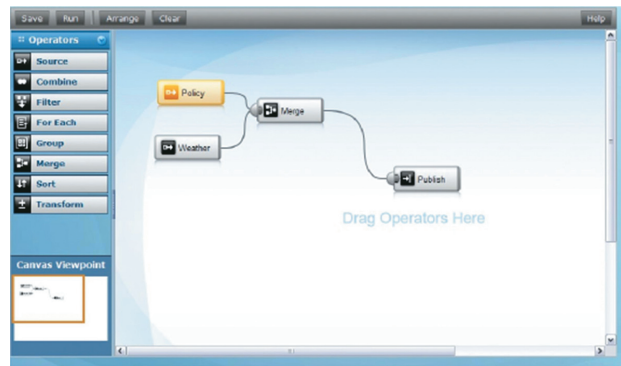 Save Run Arrange Clear Help
Operators
Source
Combine
Filter
For Each
Group
Merge
Sort
Transform
Policy
Merge
Weather
Publish
Drag Operators Here
Canvas Viewpoint